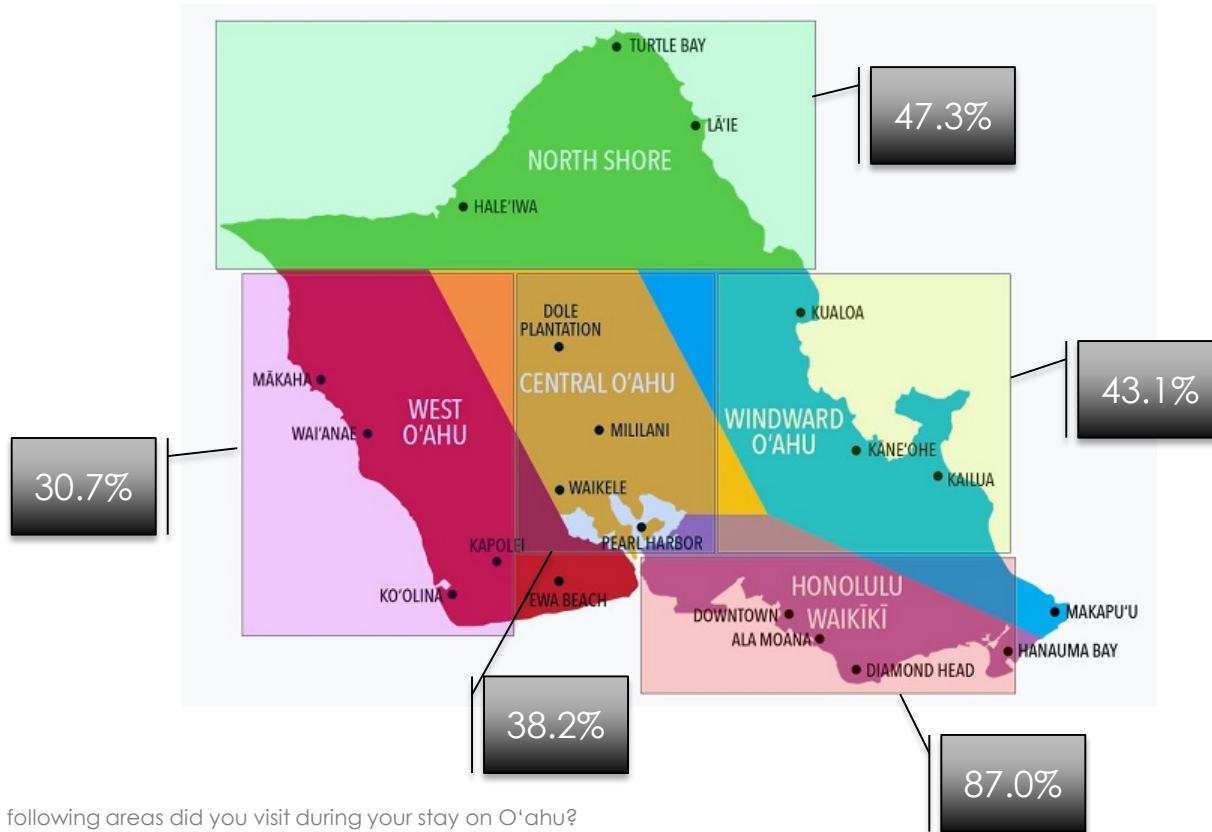 TURTLE BAY
47.3%
LĀ‘IE
NORTH SHORE
HALE‘IWA
DOLE
PLANTATION
KUALOA
MĀKAHA
CENTRAL O‘AHU
43.1%
WEST
O‘AHU
WINDWARD
O‘AHU
WAI‘ANAE
MILILANI
KĀNE‘OHE
30.7%
KAILUA
WAIKELE
PEARL HARBOR
KAPOLEI
KO‘OLINA
EWA BEACH
HONOLULU
WAIKĪKĪ
DOWNTOWN
MAKAPU‘U
ALA MOANA
HANAUMA BAY
DIAMOND HEAD
38.2%
87.0%
following areas did you visit during your stay on O‘ahu?